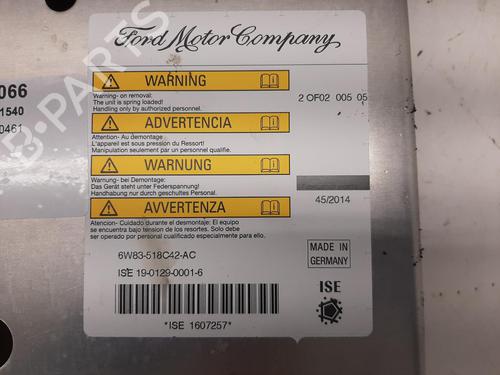 Ford Motor Company
WARNING
Warning- on removal:
The unit is spring loaded!
Handling only by authorized personnel.
2 OF02 005 05
ADVERTENCIA
Attention- Au demontage:
L'appareil est sous pression du Ressort!
Manipulation seulement par un personnel qualifie.
WARNUNG
Warnung- bei Demontage:
Das Gerät steht unter Federspannung!
Handhabung nur durch geschultes Personal.
45/2014
AVVERTENZA
Atencion- Cuidado durante el desmontaje: El equipo
se encuentra bajo tension de los resortes. Solo debe
ser operado por personal cualificado especialmente para ello.
6W83-518C42-AC
ISE 19-0129-0001-6
MADE IN
GERMANY
ISE
*ISE 1607257*
066
1540
0461